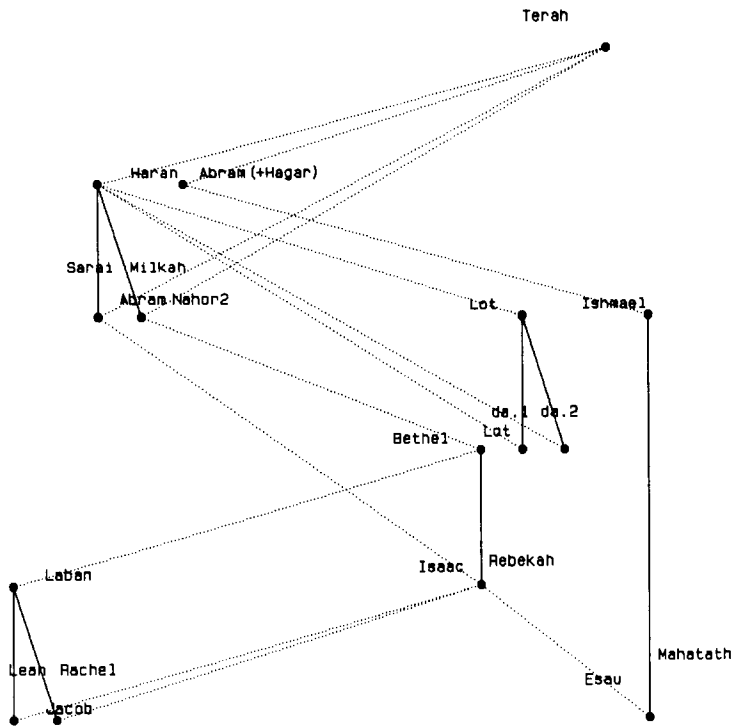 Terah
Haran Abram(+Hagar)
Sarai Milkah
Abram Nahor2
Lot
Ishmael
da.1 da.2
Lot
Bethel
Isaac
Rebekah
Laban
Leah Rachel
Jacob
Esau
Mahatath